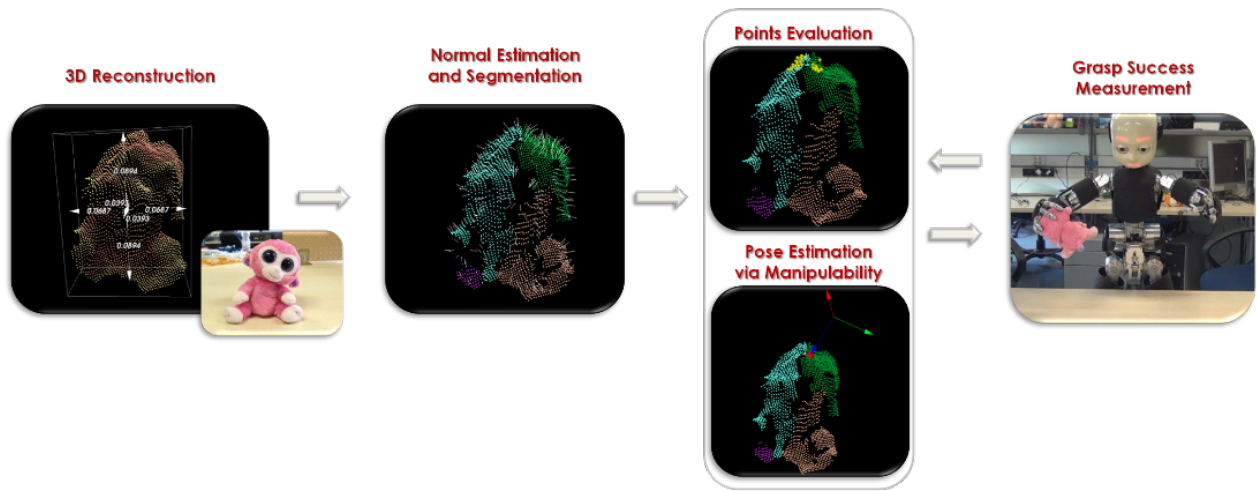 3D Reconstruction
0.0894
0.0393
0.0687
0.0687
0.0393
0.0894
Normal Estimation
and Segmentation
Points Evaluation
Pose Estimation
via Manipulability
Grasp Success
Measurement